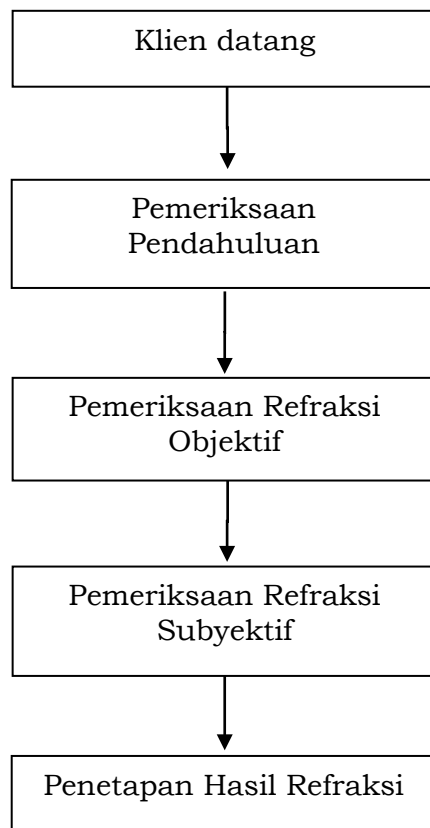 Klien datang
Pemeriksaan
Pendahuluan
Pemeriksaan Refraksi
Objektif
Pemeriksaan Refraksi
Subyektif
Penetapan Hasil Refraksi